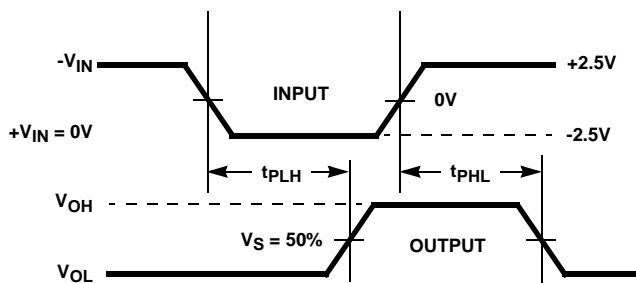 -VIN
+2.5V
INPUT
0V
+VIN = 0V
-2.5V
tPLH
tPHL
VOH
VS = 50%
OUTPUT
VOL